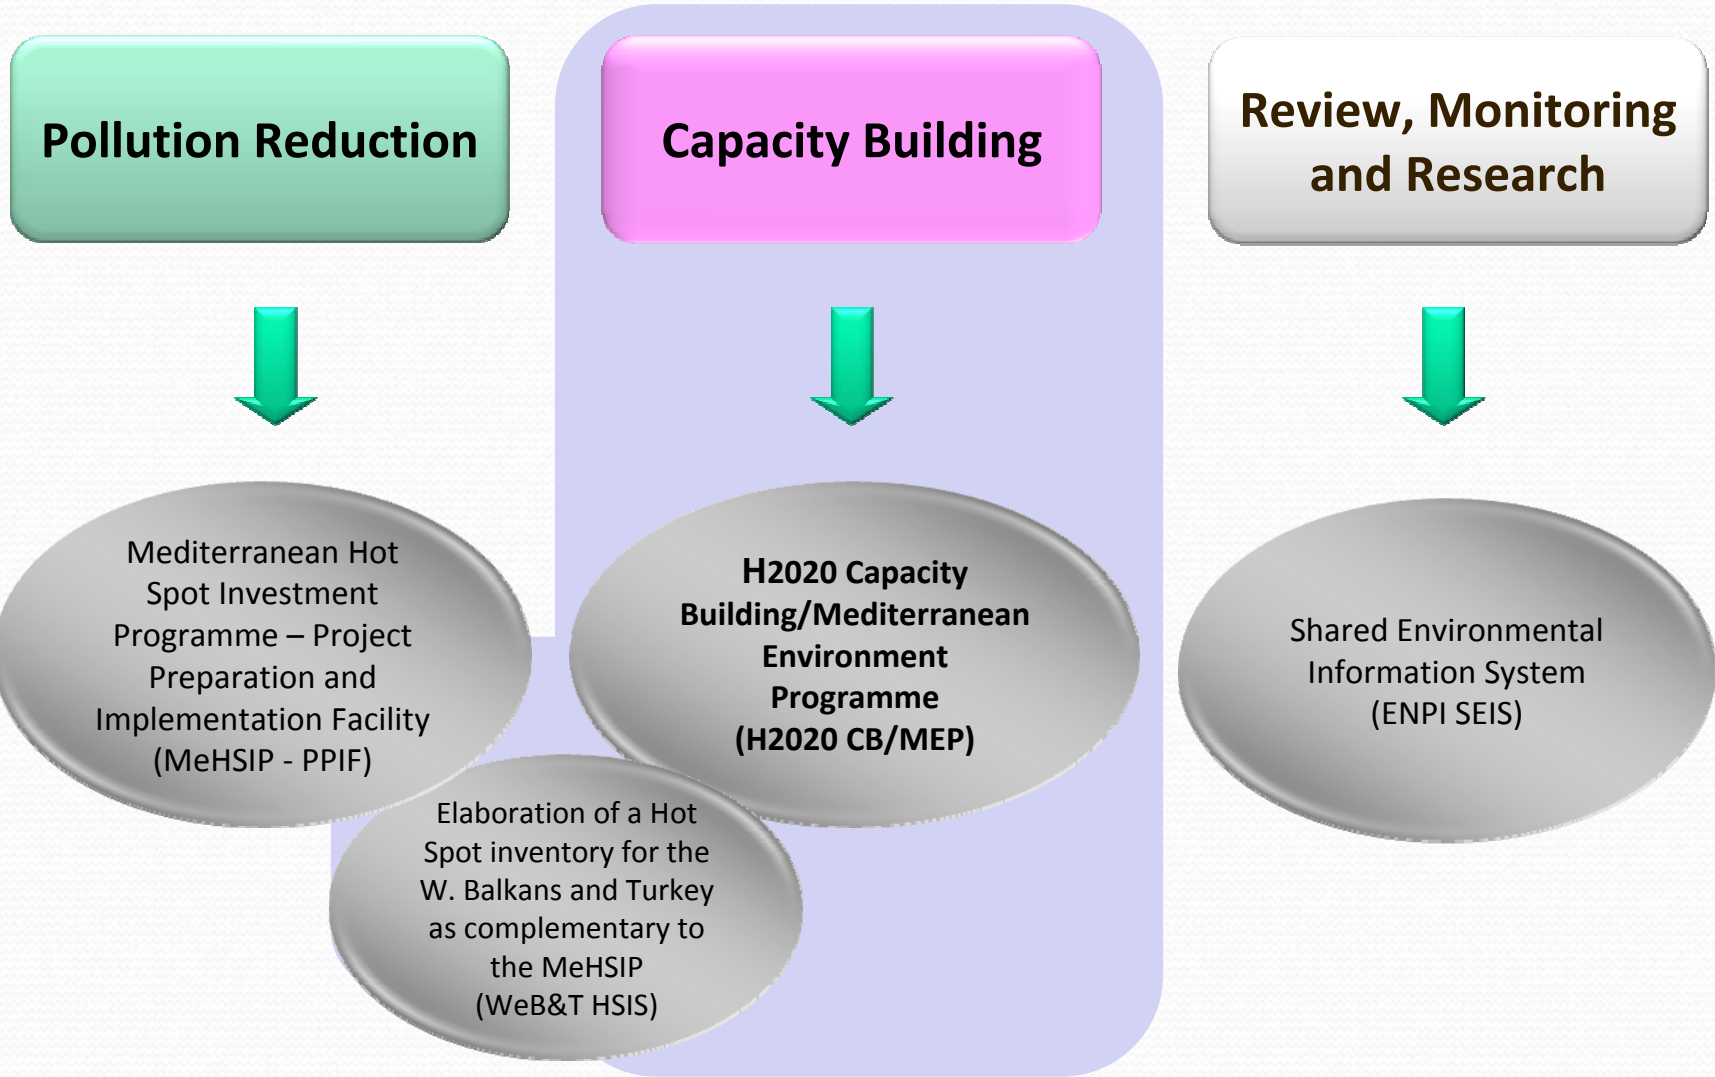 Pollution Reduction
Capacity Building
Review, Monitoring
and Research
Mediterranean Hot
Spot Investment
Programme – Project
Preparation and
Implementation Facility
(MeHSIP - PPIF)
H2020 Capacity
Building/Mediterranean
Environment
Programme
(H2020 CB/MEP)
Shared Environmental
Information System
(ENPI SEIS)
Elaboration of a Hot
Spot inventory for the
W. Balkans and Turkey
as complementary to
the MeHSIP
(WeB&T HSIS)